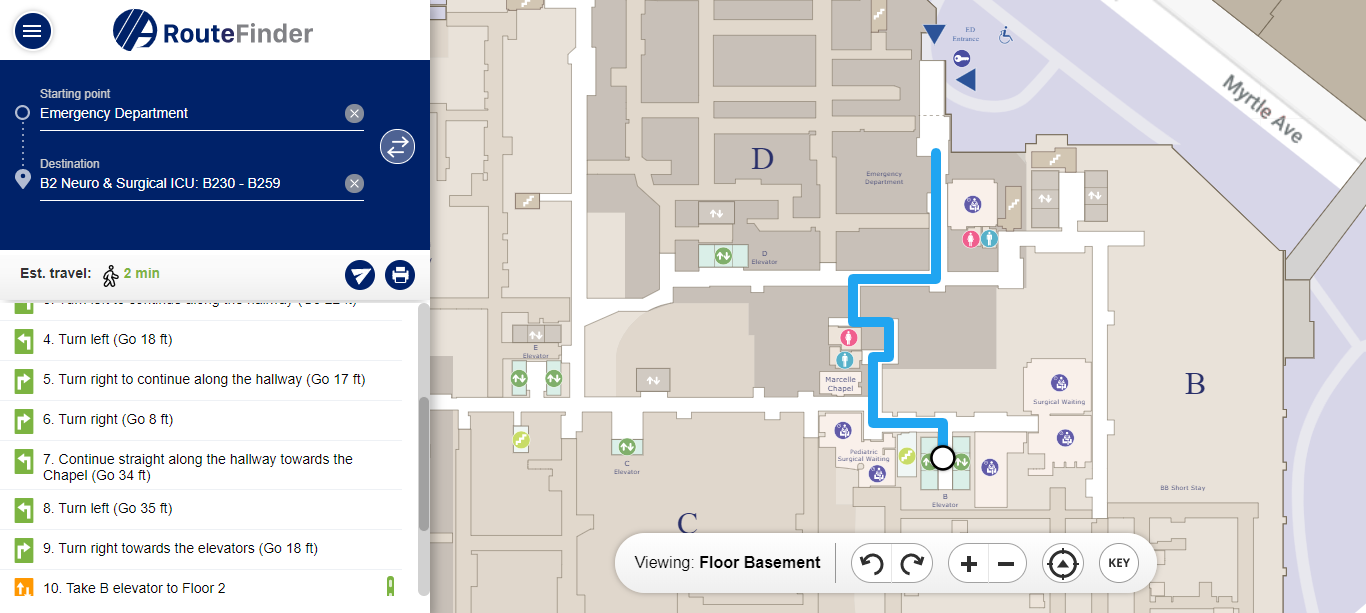 RouteFinder
Starting point
Emergency Department
Destination
B2 Neuro & Surgical ICU: B230 - B259
Est. travel:
2 min
4. Turn left (Go 18 ft)
5. Turn right to continue along the hallway (Go 17 ft)
6. Turn right (Go 8 ft)
7. Continue straight along the hallway towards the
Chapel (Go 34 ft)
8. Turn left (Go 35 ft)
9. Turn right towards the elevators (Go 18 ft)
10. Take B elevator to Floor 2
ED
Entrance
Myrtle Ave
D
Emergency
Department
D
Elevator
E
Elevator
Marcelle
Chapel
B
Surgical Waiting
Pediatric
Surgical Waiting
C
Elevator
B
Elevator
BB Short Stay
C
Viewing: Floor Basement
KEY